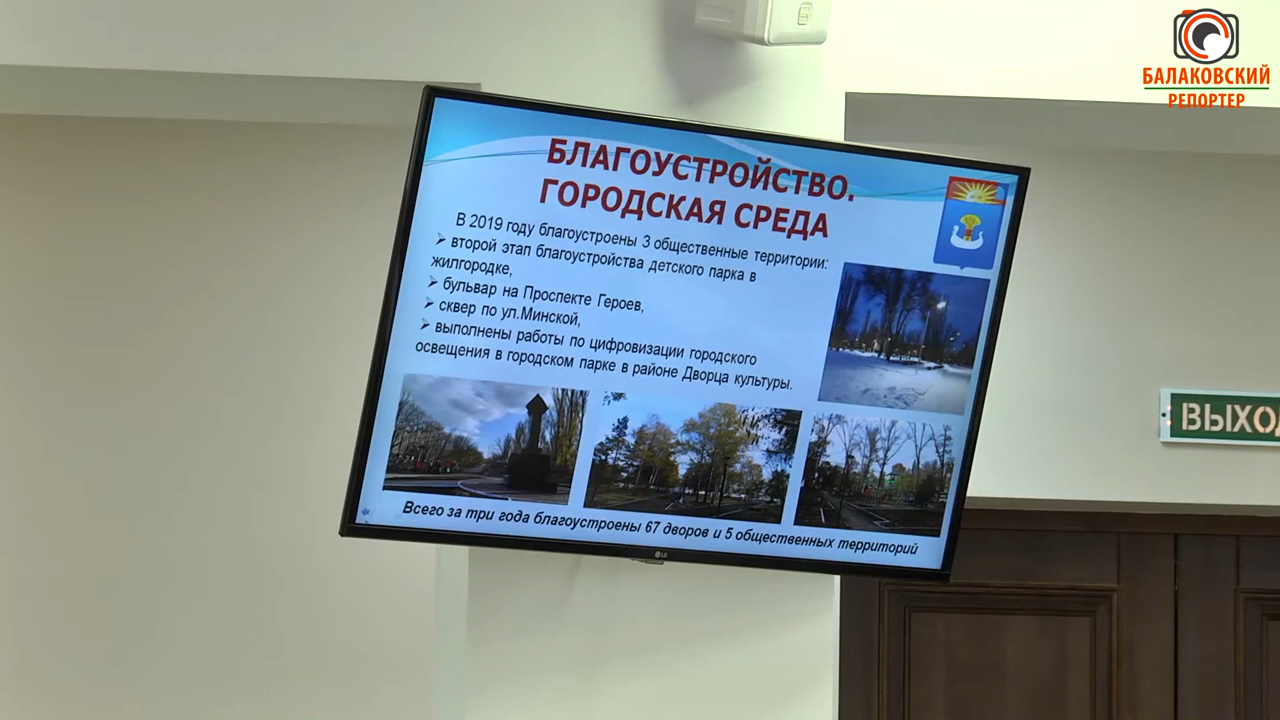 БАЛАКОВСКИЙ
РЕПОРТЕР
БЛАГОУСТРОЙСТВО.
ГОРОДСКАЯ СРЕДА
В 2019 году благоустроены 3 общественные территории:
➢ второй этап благоустройства детского парка в
жилгородке,
➢ бульвар на Проспекте Героев,
➢ сквер по ул.Минской,
➢ выполнены работы по цифровизации городского
освещения в городском парке в районе Дворца культуры.
Всего за три года благоустроены 67 дворов и 5 общественных территорий
LG
ВЫХО